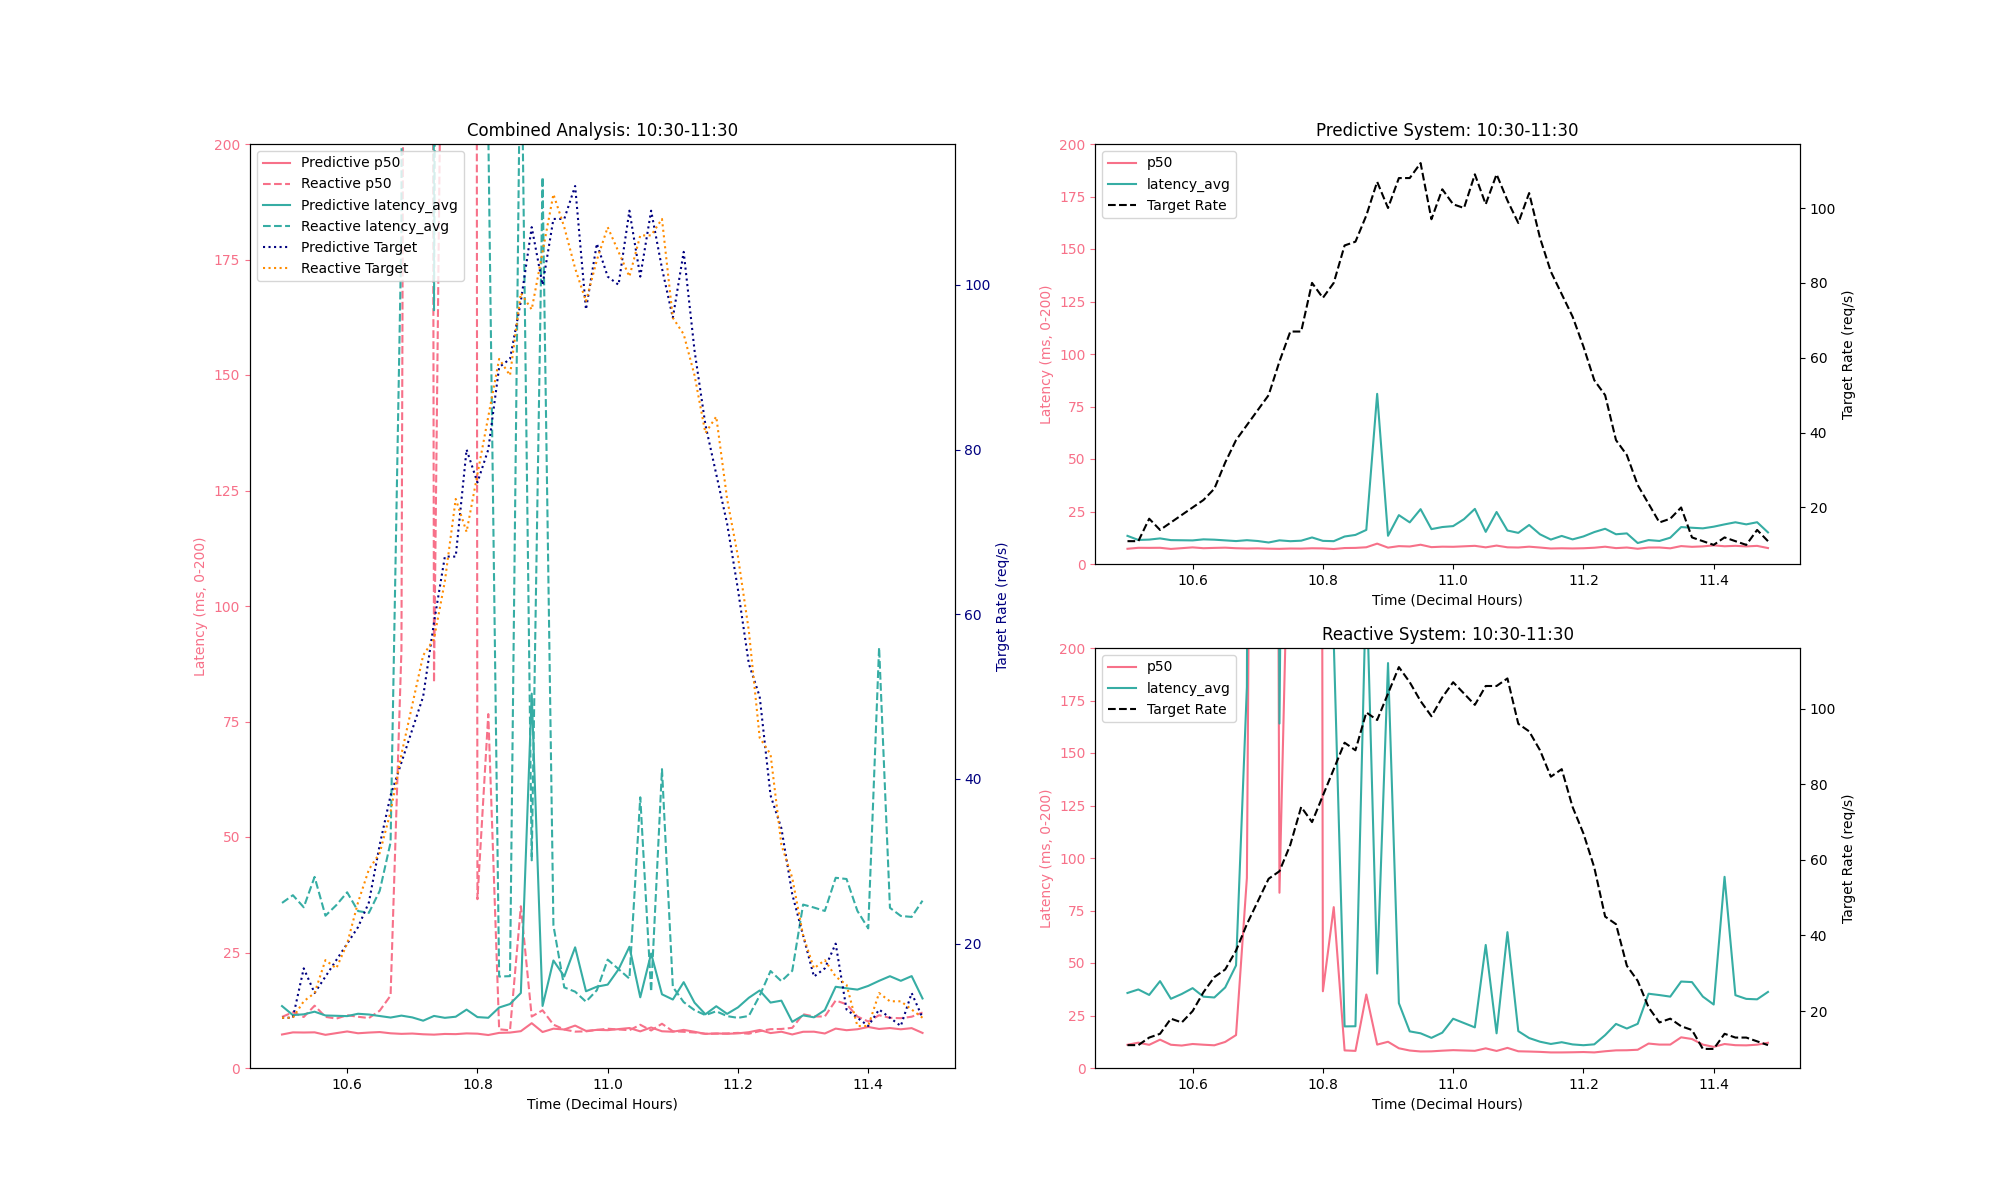 Combined Analysis: 10:30-11:30
Predictive p50
Reactive p50
Predictive latency_avg
Reactive latency_avg
Predictive Target
Reactive Target
200
175
150
125
100
75
50
25
0
Latency (ms, 0-200)
100
80
60
40
20
Target Rate (req/s)
10.6 10.8 11.0 11.2 11.4
Time (Decimal Hours)
Predictive System: 10:30-11:30
p50
latency_avg
Target Rate
200
175
150
125
100
75
50
25
0
Latency (ms, 0-200)
100
80
60
40
20
Target Rate (req/s)
10.6 10.8 11.0 11.2 11.4
Time (Decimal Hours)
Reactive System: 10:30-11:30
p50
latency_avg
Target Rate
200
175
150
125
100
75
50
25
0
Latency (ms, 0-200)
100
80
60
40
20
Target Rate (req/s)
10.6 10.8 11.0 11.2 11.4
Time (Decimal Hours)